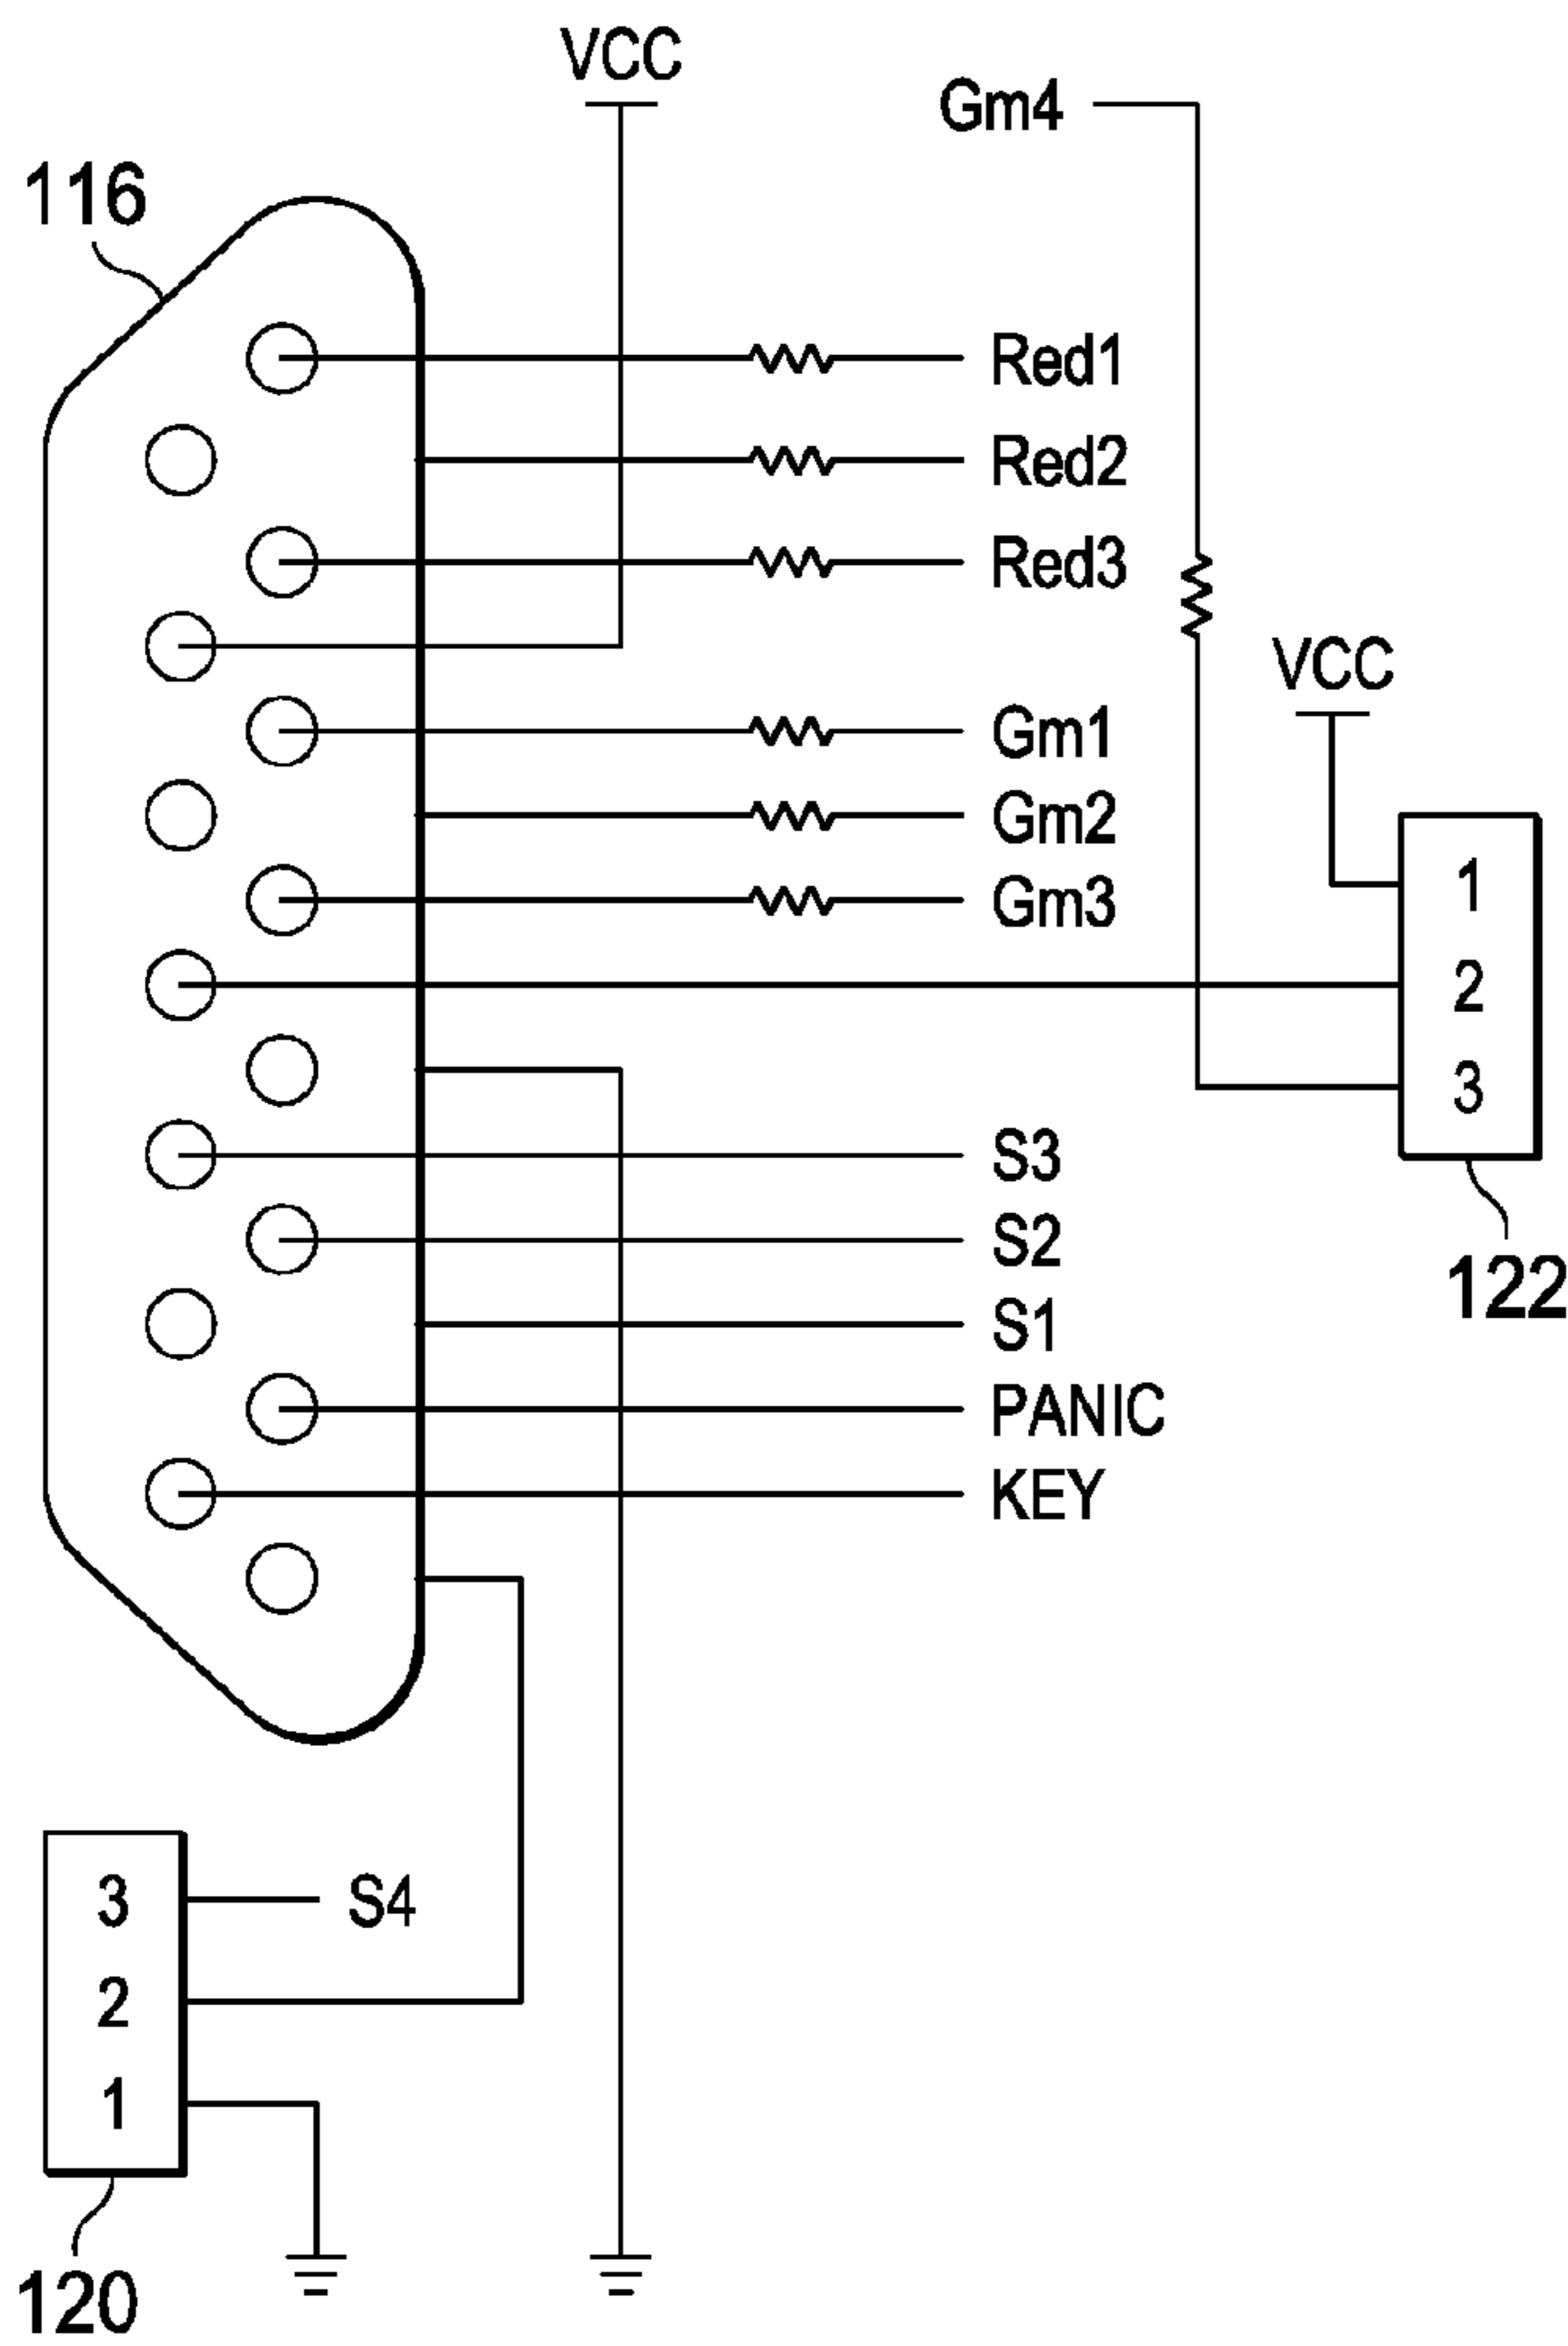 VCC
Gm4
116
Red1
Red2
Red3
VCC
Gm1
Gm2
Gm3
1
2
3
S3
S2
122
S1
PANIC
KEY
3
S4
2
1
120